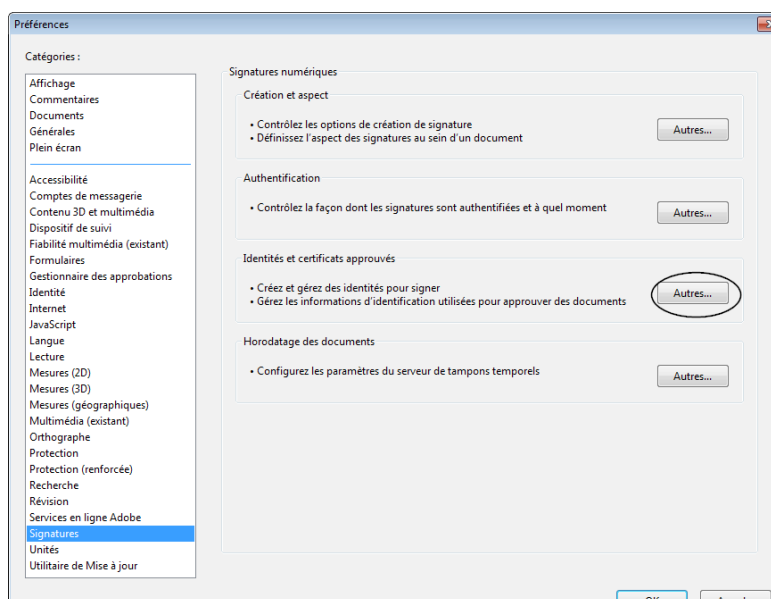 Préférences
Catégories :
Affichage
Commentaires
Documents
Générales
Plein écran
Accessibilité
Comptes de messagerie
Contenu 3D et multimédia
Dispositif de suivi
Fiabilité multimédia (existant)
Formulaires
Gestionnaire des approbations
Identité
Internet
JavaScript
Langue
Lecture
Mesures (2D)
Mesures (3D)
Mesures (géographiques)
Multimédia (existant)
Orthographe
Protection
Protection (renforcée)
Recherche
Révision
Services en ligne Adobe
Signatures
Unités
Utilitaire de Mise à jour
Signatures numériques
Création et aspect
• Contrôlez les options de création de signature
• Définissez l'aspect des signatures au sein d'un document
Autres...
Authentification
• Contrôlez la façon dont les signatures sont authentifiées et à quel moment
Autres...
Identités et certificats approuvés
• Créez et gérez des identités pour signer
• Gérez les informations d'identification utilisées pour approuver des documents
Autres...
Horodatage des documents
• Configurez les paramètres du serveur de tampons temporels
Autres...